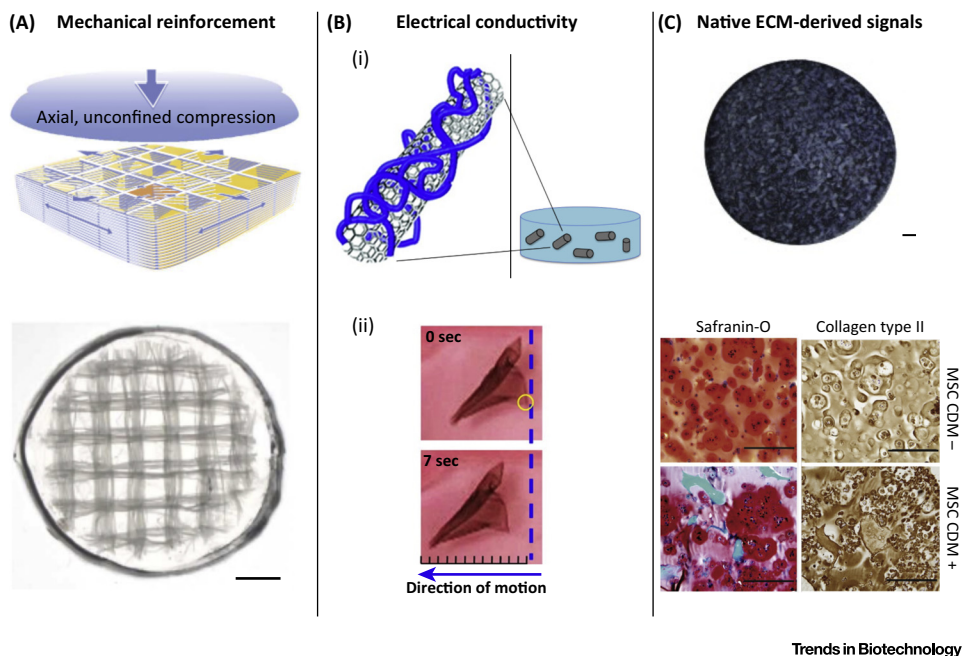 (A) Mechanical reinforcement
Axial, unconfined compression
(B) Electrical conductivity
(i)
(ii)
0 sec
7 sec
Direction of motion
(C) Native ECM-derived signals
Safranin-O
Collagen type II
MSC CDM –
MSC CDM +
Trends in Biotechnology